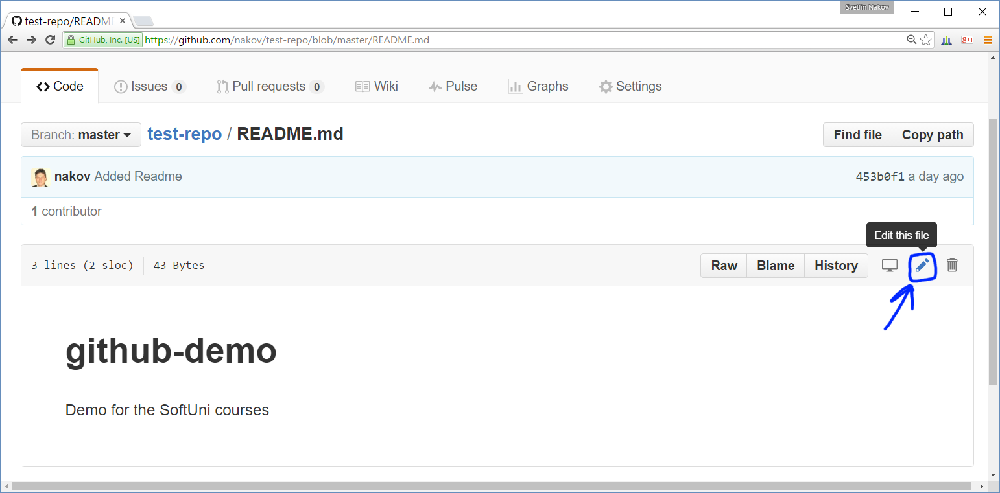 Svetlin Nakov
test-repo/README
GitHub, Inc. [US] https://github.com/nakov/test-repo/blob/master/README.md
g+1
Code Issues 0 Pull requests 0 Wiki Pulse Graphs Settings
Branch: master test-repo / README.md Find file Copy path
nakov Added Readme 453b0f1 a day ago
1 contributor
Edit this file
3 lines (2 sloc) 43 Bytes Raw Blame History
github-demo
Demo for the SoftUni courses